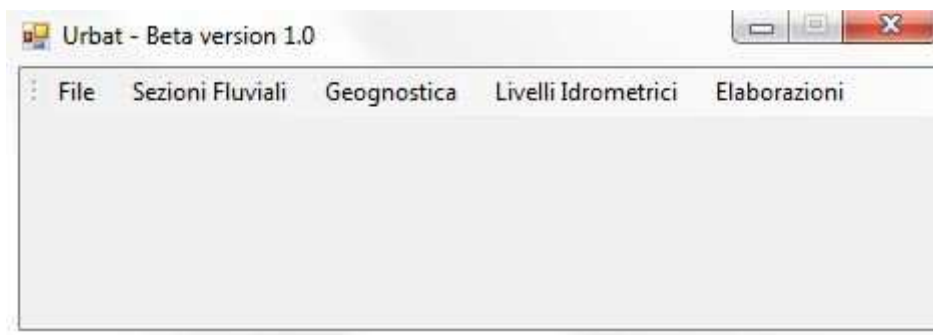 Urbat - Beta version 1.0
File Sezioni Fluviali Geognostica Livelli Idrometrici Elaborazioni